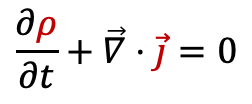 ∂ρ/∂t + ∇⃗ · j⃗ = 0